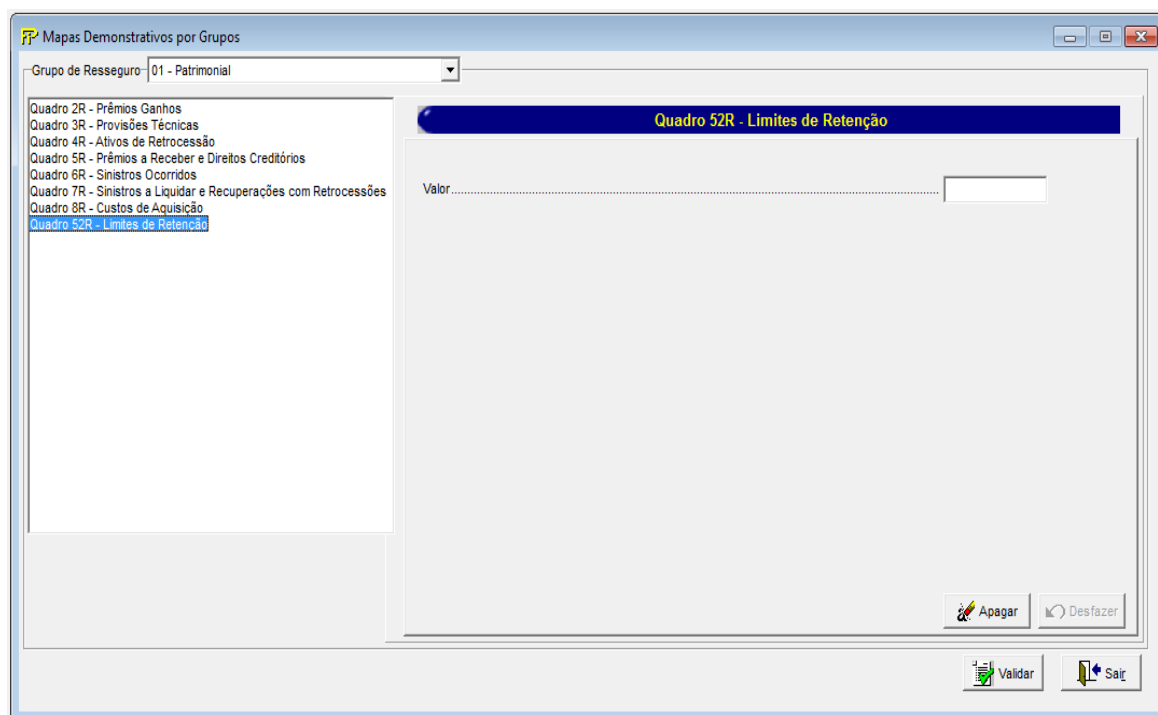 Mapas Demonstrativos por Grupos
Grupo de Resseguro 01 - Patrimonial
Quadro 2R - Prêmios Ganhos
Quadro 3R - Provisões Técnicas
Quadro 4R - Ativos de Retrocessão
Quadro 5R - Prêmios a Receber e Direitos Creditórios
Quadro 6R - Sinistros Ocorridos
Quadro 7R - Sinistros a Liquidar e Recuperações com Retrocessões
Quadro 8R - Custos de Aquisição
Quadro 52R - Limites de Retenção
Quadro 52R - Limites de Retenção
Valor
Apagar Desfazer
Validar Sair